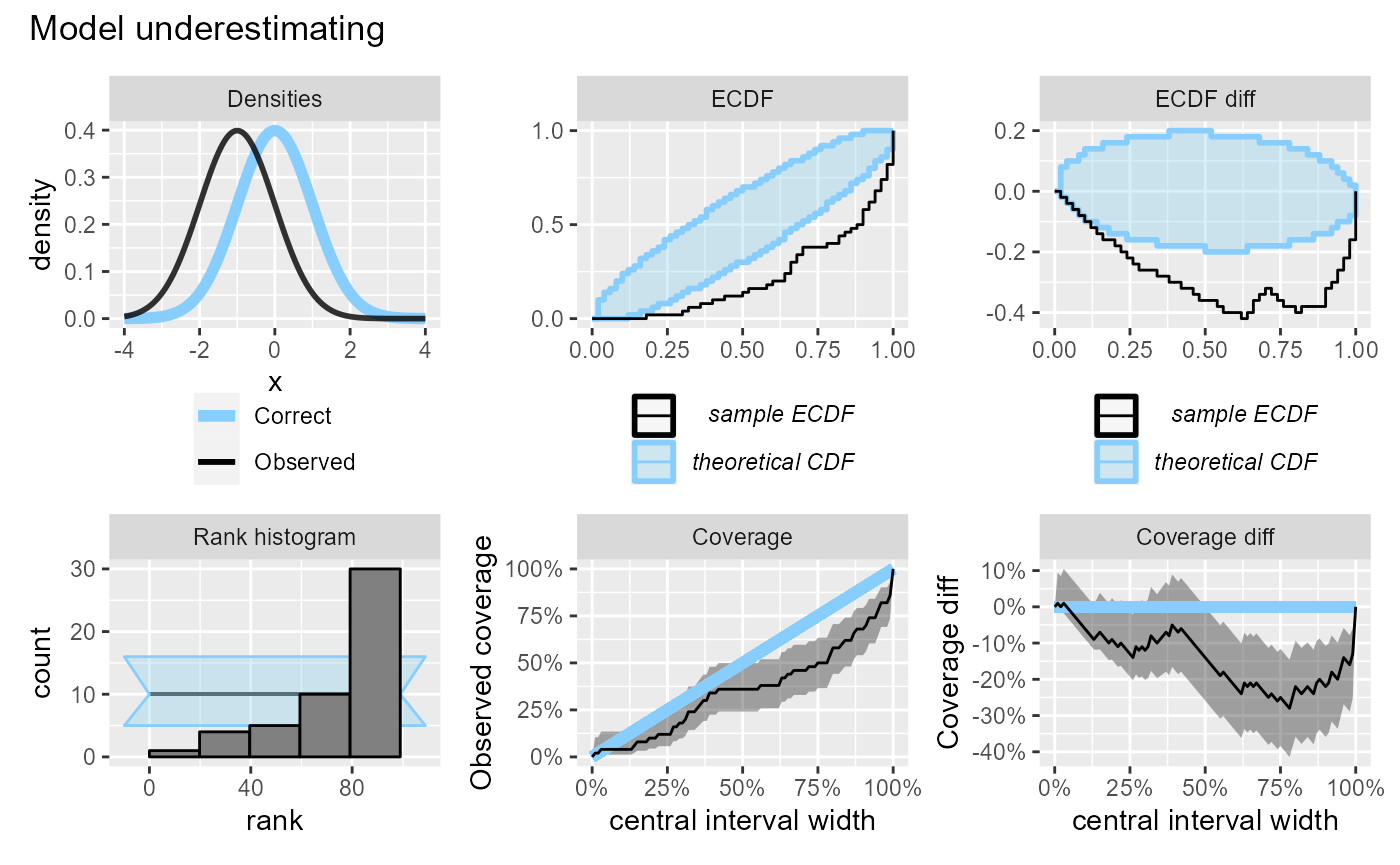 Model underestimating
Densities
density
0.4
0.3
0.2
0.1
0.0
-4 -2 0 2 4
x
Correct
Observed
ECDF
1.0
0.5
0.0
0.00 0.25 0.50 0.75 1.00
sample ECDF
theoretical CDF
ECDF diff
0.2
0.0
-0.2
-0.4
0.00 0.25 0.50 0.75 1.00
sample ECDF
theoretical CDF
Rank histogram
count
30
20
10
0
0 40 80
rank
Coverage
Observed coverage
100%
75%
50%
25%
0%
0% 25% 50% 75% 100%
central interval width
Coverage diff
Coverage diff
10%
0%
-10%
-20%
-30%
-40%
0% 25% 50% 75% 100%
central interval width